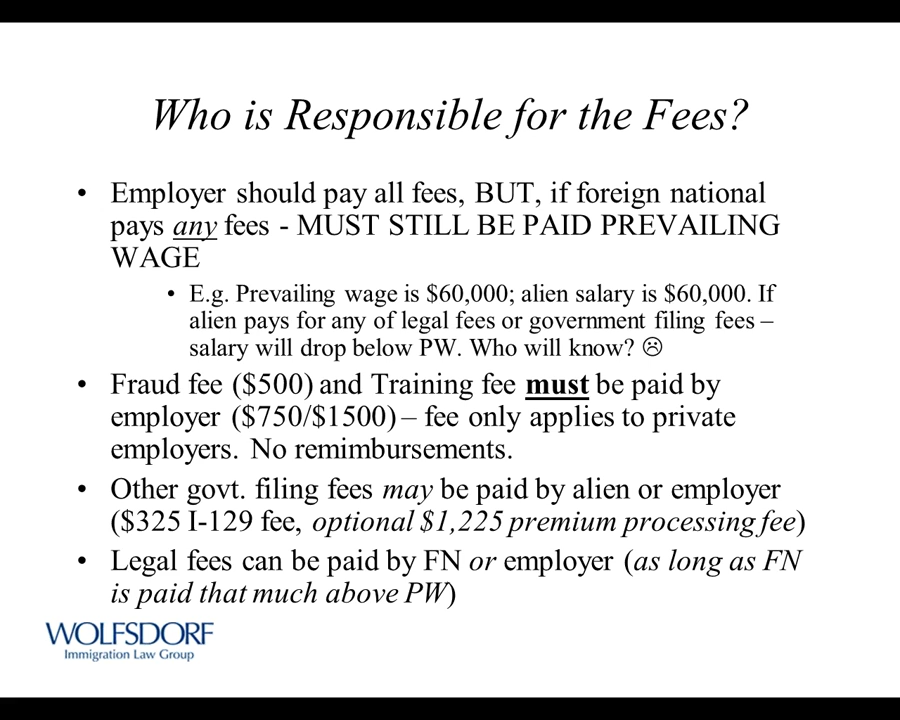 Who is Responsible for the Fees?
• Employer should pay all fees, BUT, if foreign national
pays any fees - MUST STILL BE PAID PREVAILING
WAGE
• E.g. Prevailing wage is $60,000; alien salary is $60,000. If
alien pays for any of legal fees or government filing fees –
salary will drop below PW. Who will know? ☹
• Fraud fee ($500) and Training fee must be paid by
employer ($750/$1500) – fee only applies to private
employers. No remimbursements.
• Other govt. filing fees may be paid by alien or employer
($325 I-129 fee, optional $1,225 premium processing fee)
• Legal fees can be paid by FN or employer (as long as FN
is paid that much above PW)
WOLFSDORF
Immigration Law Group